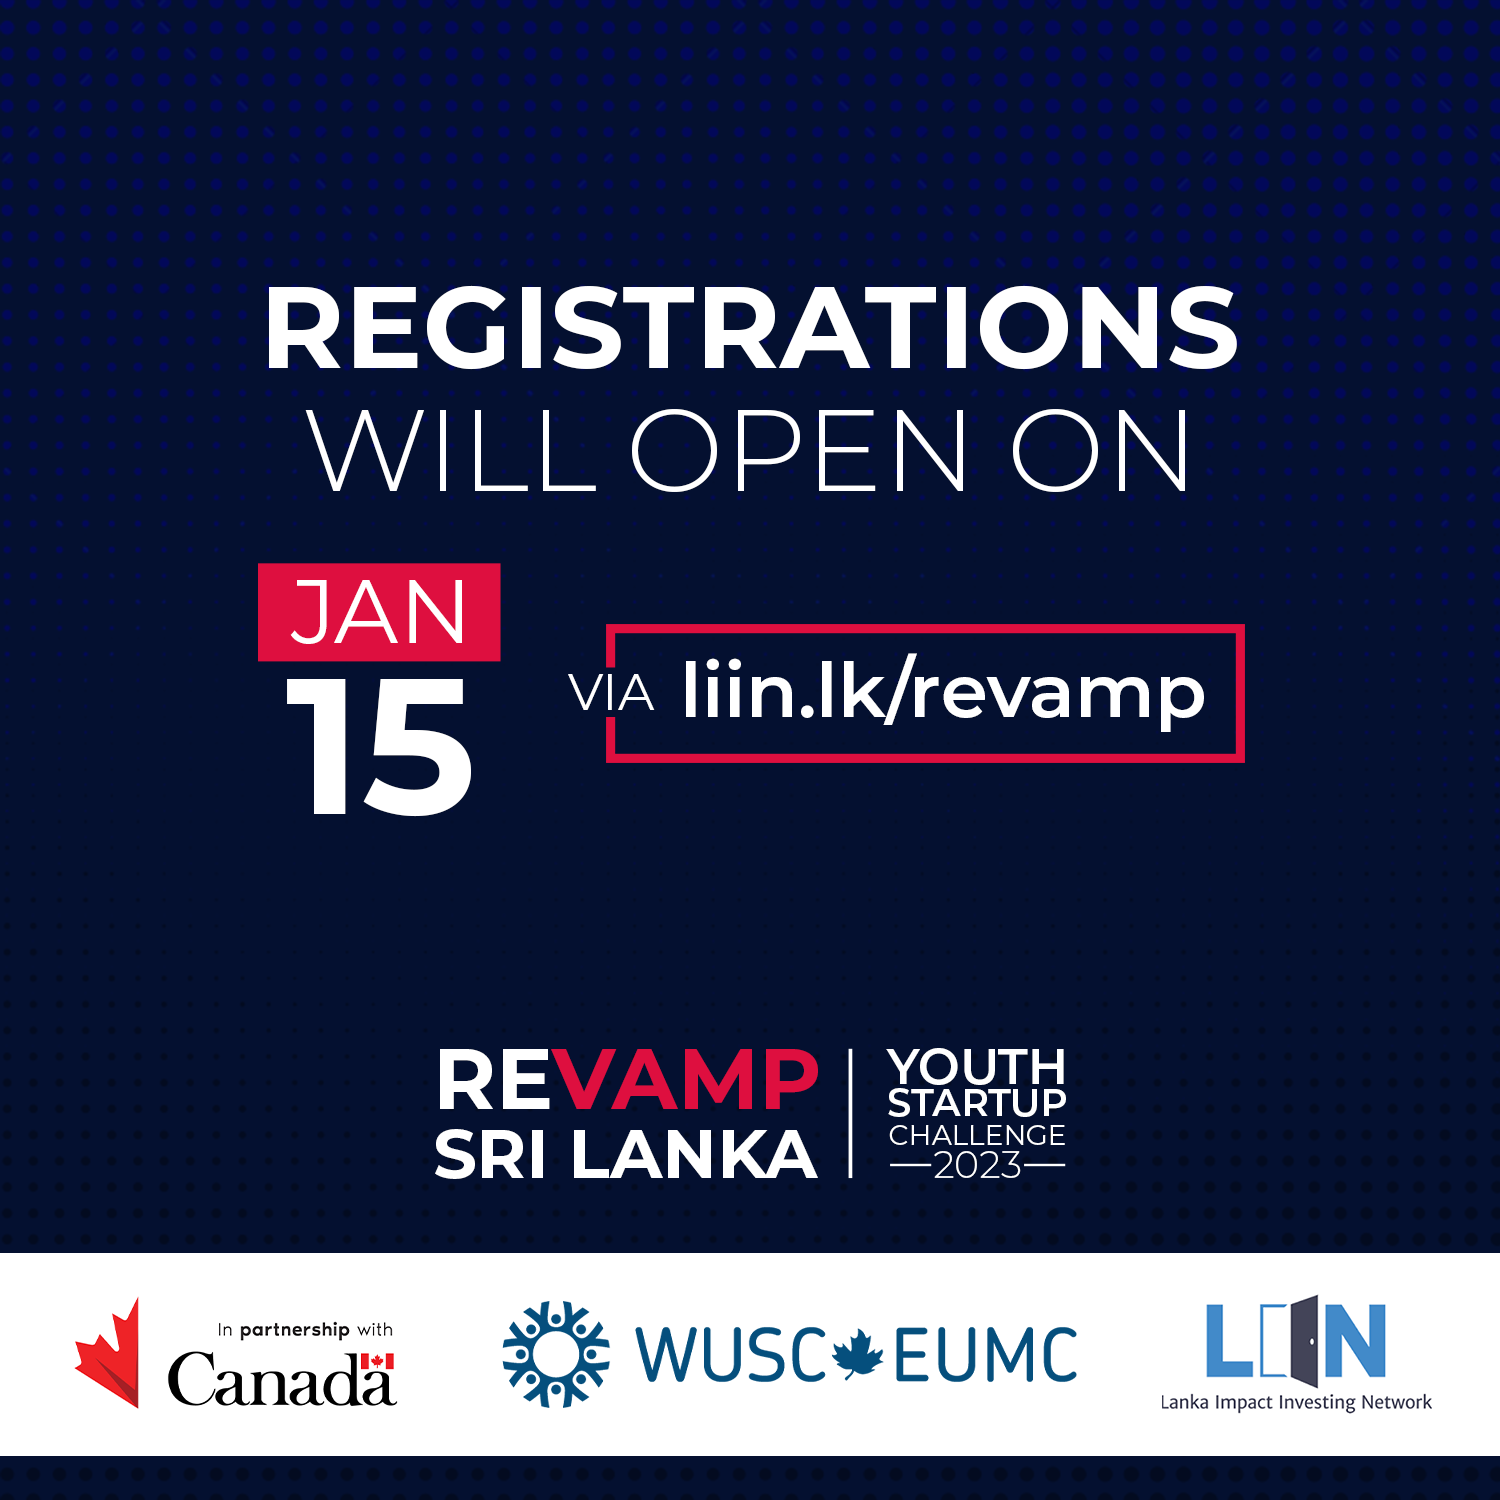 REGISTRATIONS
WILL OPEN ON
JAN
15
VIA liin.lk/revamp
REVAMP
SRI LANKA
YOUTH
STARTUP
CHALLENGE
2023
In partnership with
Canada
WUSC EUMC
LIIN
Lanka Impact Investing Network